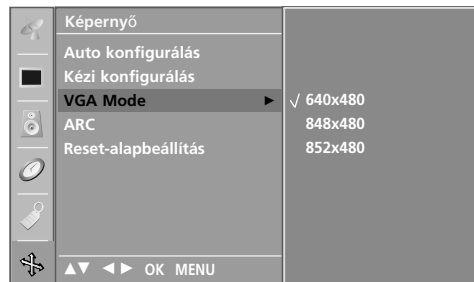 Képernyő
Auto konfigurálás
Kézi konfigurálás
VGA Mode ► √ 640x480
ARC 848x480
Reset-alapbeállítás 852x480
▲▼ ◄► OK MENU